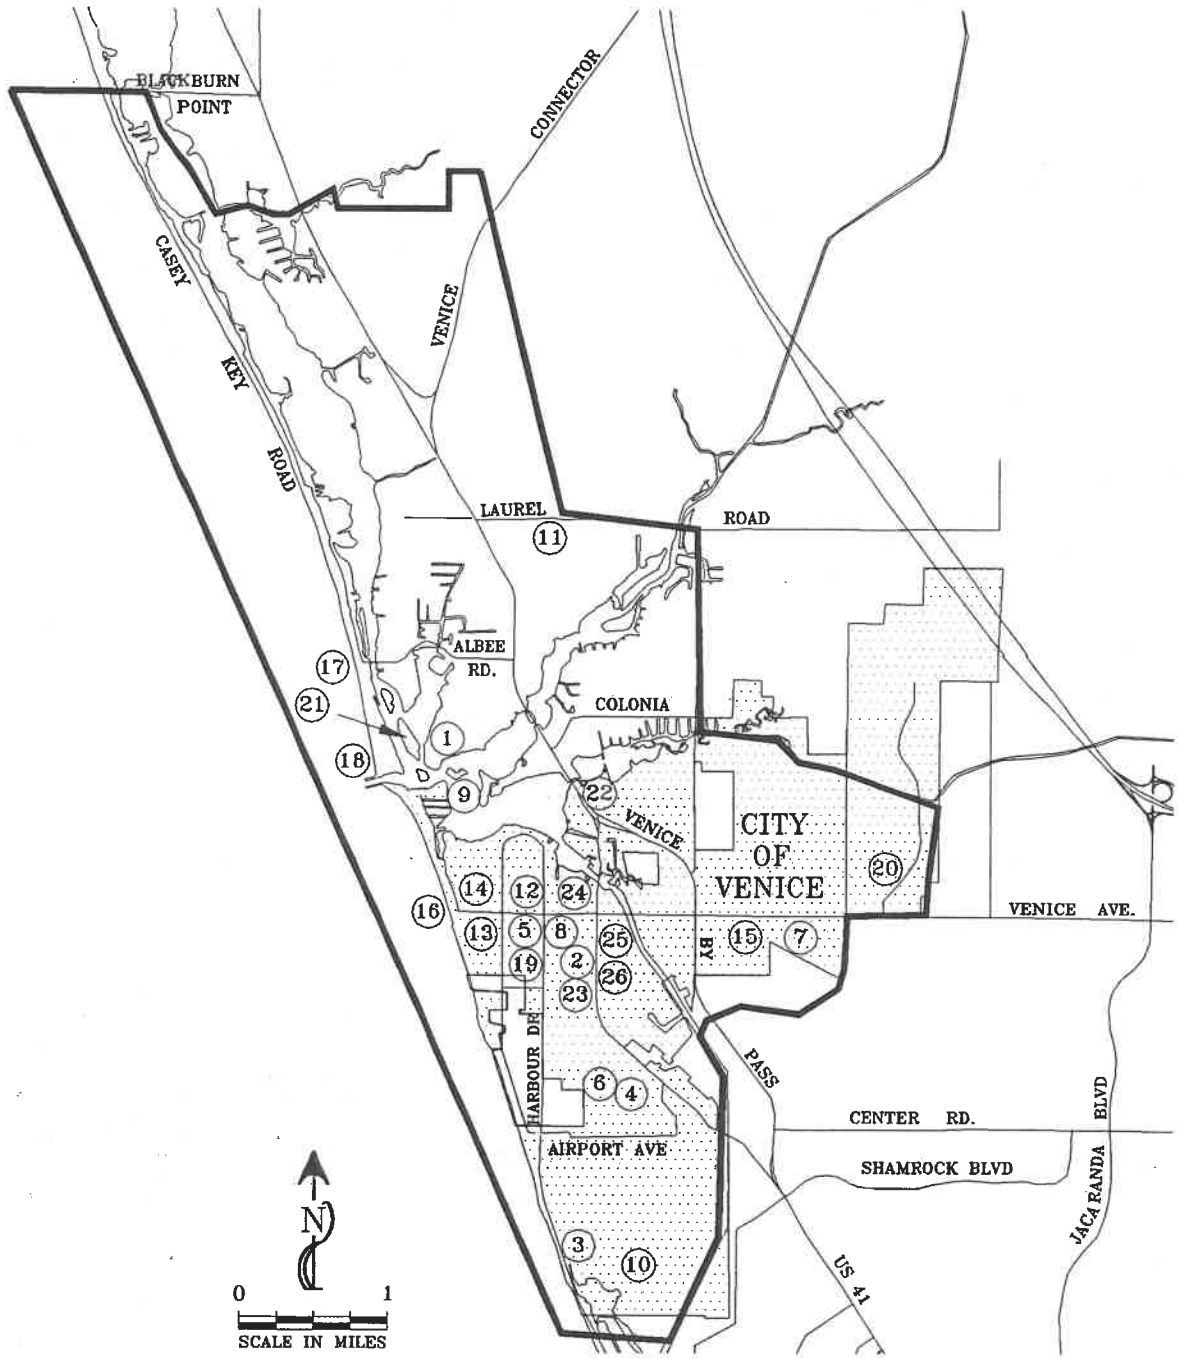 BLACKBURN
POINT
CONNECTOR
CASEY
VENICE
KEY
ROAD
LAUREL
ROAD
11
ALBEE
RD.
17
21
COLONIA
1
18
9
22
VENICE
CITY
OF
VENICE
20
14
12
24
16
VENICE AVE.
13
5
8
25
15
7
BY
19
2
26
23
HARBOUR DR
PASS
6
4
CENTER RD.
AIRPORT AVE
SHAMROCK BLVD
JACARANDA BLVD
N
3
10
US 41
0 1
SCALE IN MILES